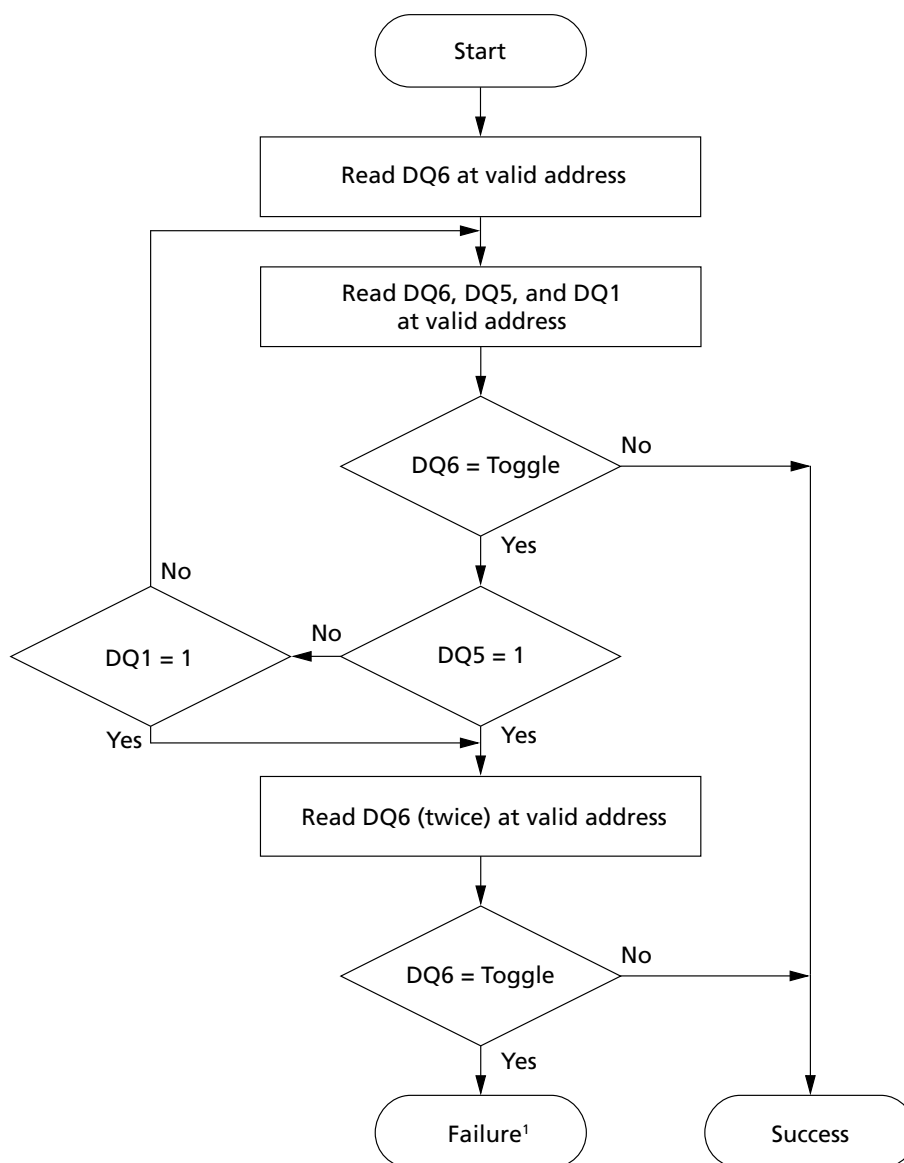 Start
Read DQ6 at valid address
Read DQ6, DQ5, and DQ1
at valid address
DQ6 = Toggle
No
Yes
No
DQ1 = 1
No
DQ5 = 1
Yes
Yes
Read DQ6 (twice) at valid address
DQ6 = Toggle
No
Yes
Failure¹
Success